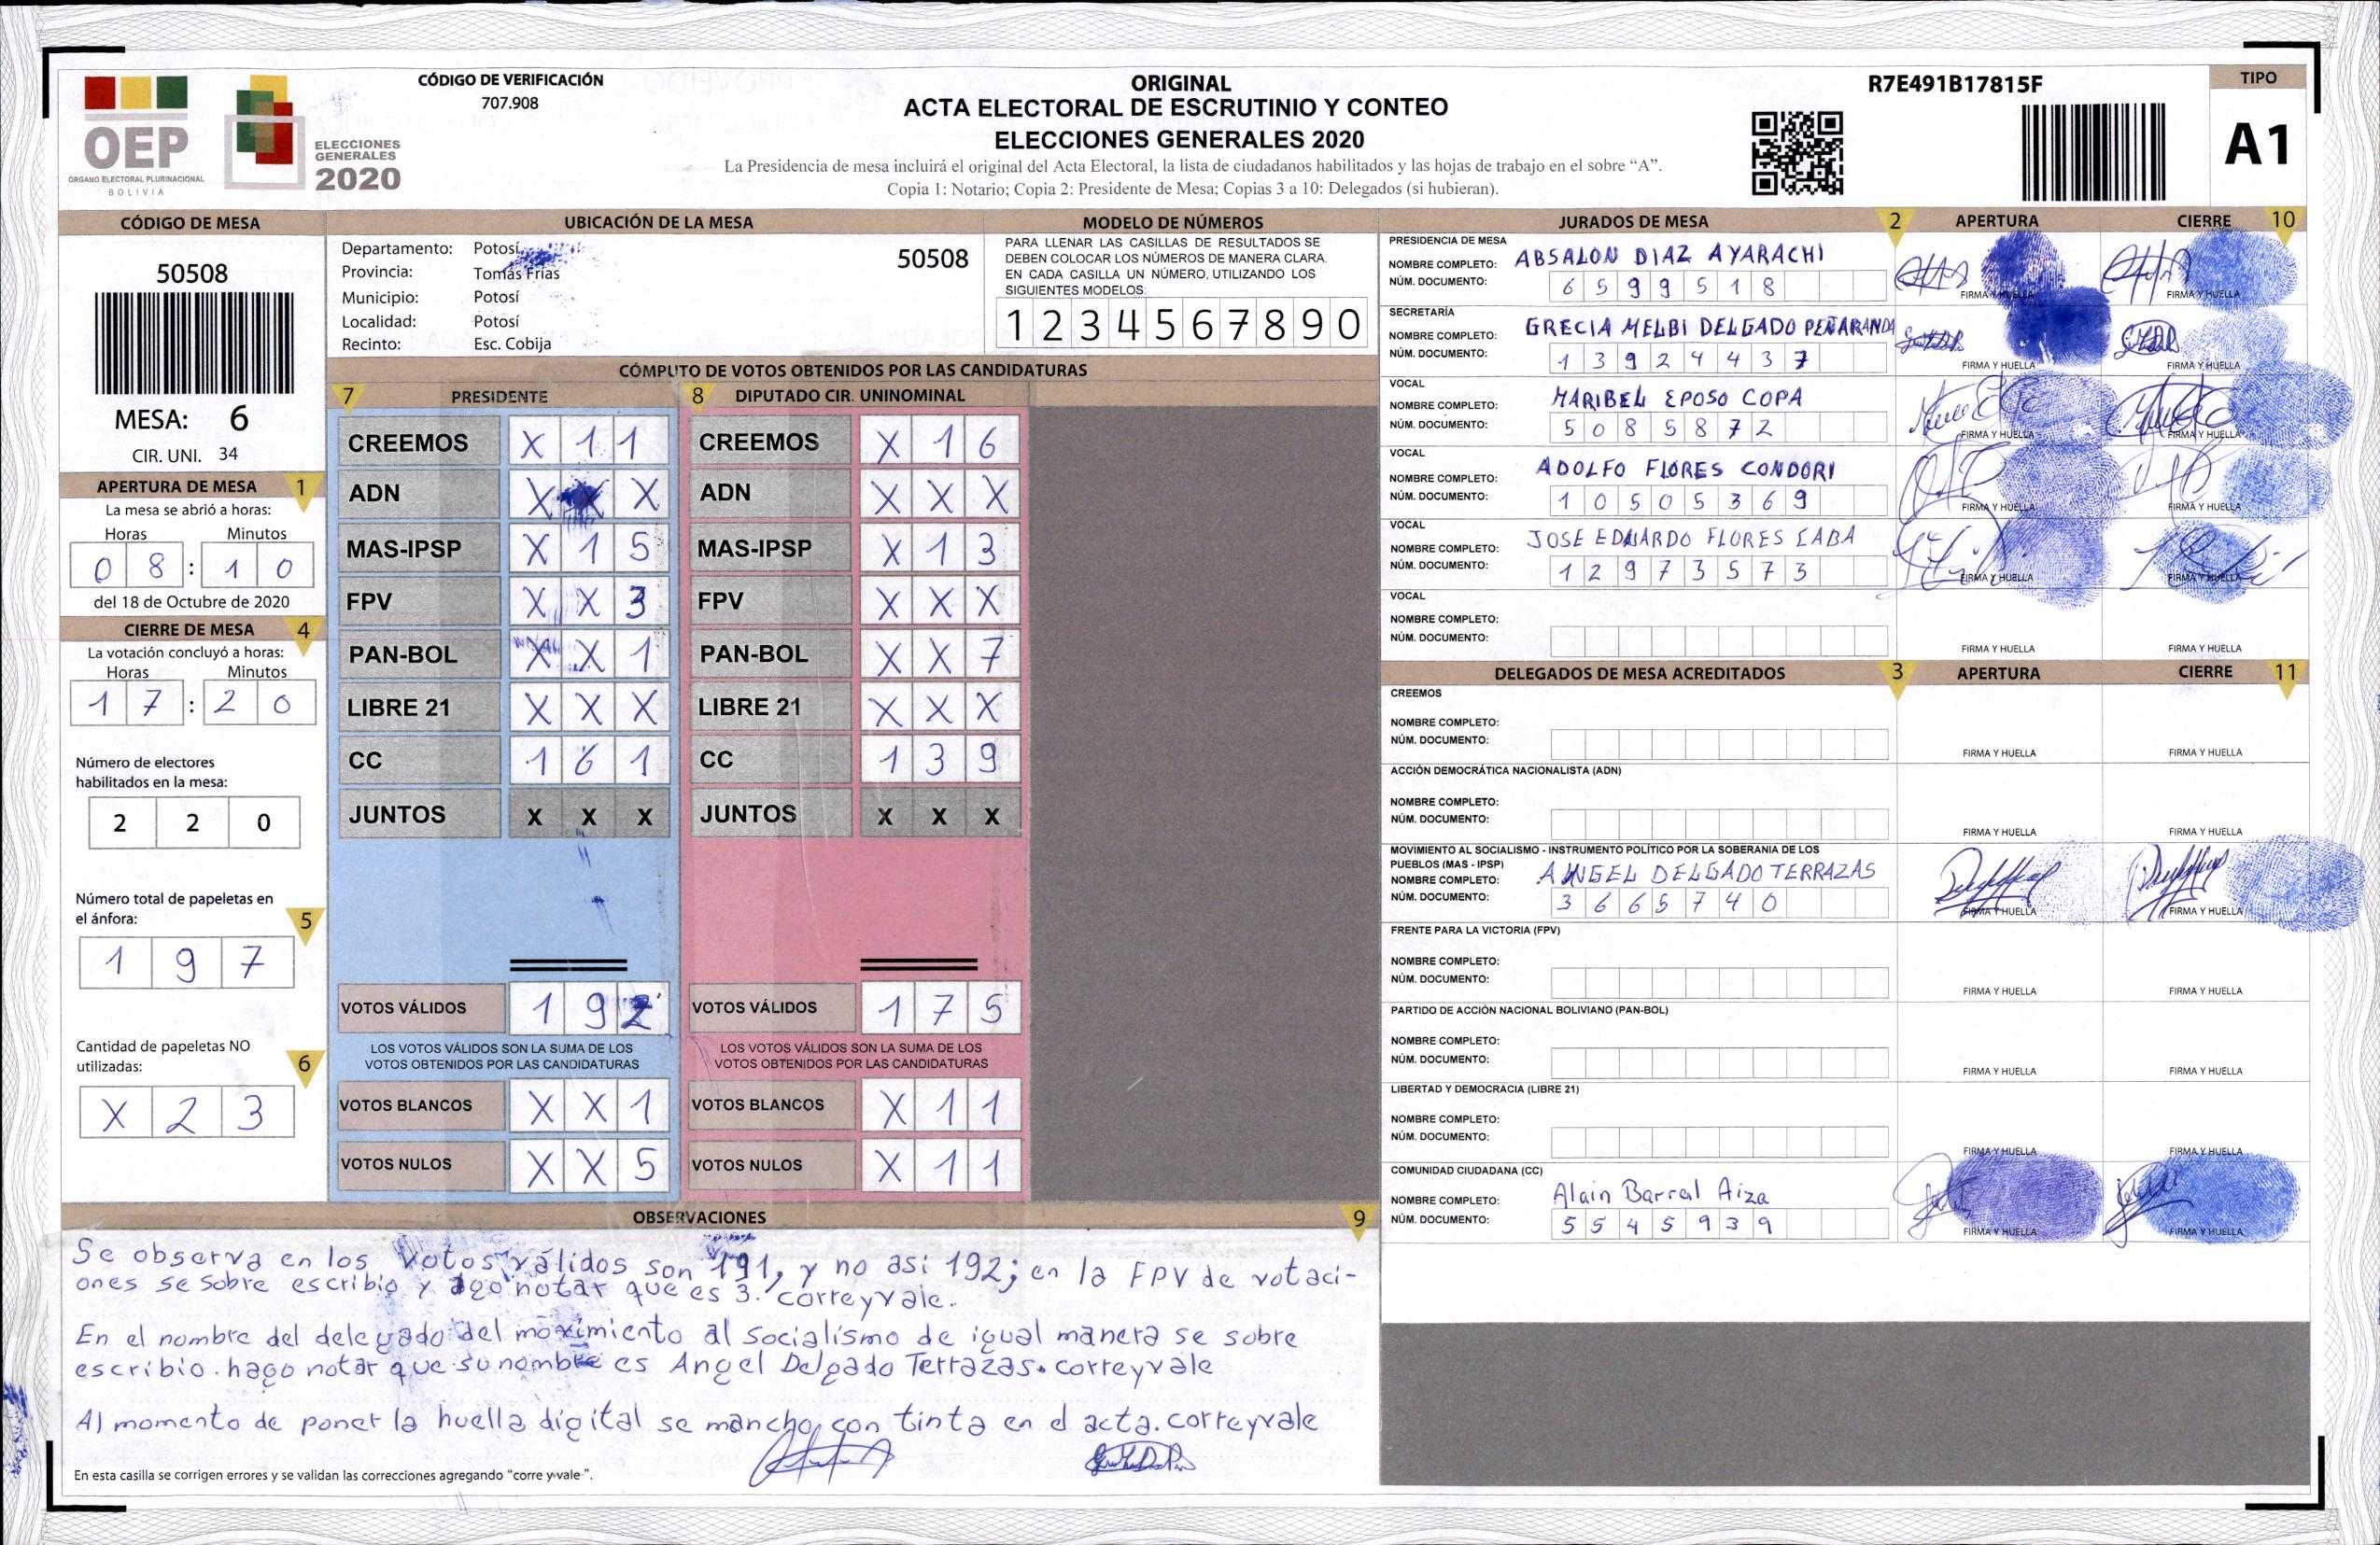 OEP
ÓRGANO ELECTORAL PLURINACIONAL
BOLIVIA
ELECCIONES
GENERALES
2020
CÓDIGO DE VERIFICACIÓN
707.908
ORIGINAL
ACTA ELECTORAL DE ESCRUTINIO Y CONTEO
ELECCIONES GENERALES 2020
La Presidencia de mesa incluirá el original del Acta Electoral, la lista de ciudadanos habilitados y las hojas de trabajo en el sobre “A”.
Copia 1: Notario; Copia 2: Presidente de Mesa; Copias 3 a 10: Delegados (si hubieran).
R7E491B17815F
TIPO
A1
CÓDIGO DE MESA
50508
MESA: 6
CIR. UNI. 34
APERTURA DE MESA 1
La mesa se abrió a horas:
Horas Minutos
0 8 : 1 0
del 18 de Octubre de 2020
CIERRE DE MESA 4
La votación concluyó a horas:
Horas Minutos
1 7 : 2 0
Número de electores
habilitados en la mesa:
2 2 0
Número total de papeletas en
el ánfora: 5
1 9 7
Cantidad de papeletas NO
utilizadas: 6
X 2 3
UBICACIÓN DE LA MESA
Departamento: Potosí
Provincia: Tomás Frías
Municipio: Potosí
Localidad: Potosí
Recinto: Esc. Cobija
50508
MODELO DE NÚMEROS
PARA LLENAR LAS CASILLAS DE RESULTADOS SE
DEBEN COLOCAR LOS NÚMEROS DE MANERA CLARA.
EN CADA CASILLA UN NÚMERO, UTILIZANDO LOS
SIGUIENTES MODELOS:
1 2 3 4 5 6 7 8 9 0
CÓMPUTO DE VOTOS OBTENIDOS POR LAS CANDIDATURAS
7 PRESIDENTE
CREEMOS X 1 1
ADN X X X
MAS-IPSP X 1 5
FPV X X 3
PAN-BOL X X 1
LIBRE 21 X X X
CC 1 6 1
JUNTOS X X X
VOTOS VÁLIDOS 1 9 2
LOS VOTOS VÁLIDOS SON LA SUMA DE LOS
VOTOS OBTENIDOS POR LAS CANDIDATURAS
VOTOS BLANCOS X X 1
VOTOS NULOS X X 5
8 DIPUTADO CIR. UNINOMINAL
CREEMOS X 1 6
ADN X X X
MAS-IPSP X 1 3
FPV X X X
PAN-BOL X X 7
LIBRE 21 X X X
CC 1 3 9
JUNTOS X X X
VOTOS VÁLIDOS 1 7 5
LOS VOTOS VÁLIDOS SON LA SUMA DE LOS
VOTOS OBTENIDOS POR LAS CANDIDATURAS
VOTOS BLANCOS X 1 1
VOTOS NULOS X 1 1
OBSERVACIONES 9
Se observa en los Votos válidos son 191, y no asi 192; en la FPV de votaci-
ones se sobre escribio y ago notar que es 3. correyvale.
En el nombre del delegado del moximiento al socialismo de igual manera se sobre
escribio. hago notar que su nombre es Angel Delgado Terrazas. correyvale
Al momento de poner la huella digital se mancho con tinta en el acta. correyvale
En esta casilla se corrigen errores y se validan las correcciones agregando “corre y vale”.
JURADOS DE MESA 2 APERTURA CIERRE 10
PRESIDENCIA DE MESA
NOMBRE COMPLETO: ABSALON DIAZ AYARACHI
NÚM. DOCUMENTO: 6 5 9 9 5 1 8
FIRMA Y HUELLA FIRMA Y HUELLA
SECRETARÍA
NOMBRE COMPLETO: GRECIA MELBI DELGADO PEÑARANDA
NÚM. DOCUMENTO: 1 3 9 2 4 4 3 7
FIRMA Y HUELLA FIRMA Y HUELLA
VOCAL
NOMBRE COMPLETO: MARIBEL EPOSO COPA
NÚM. DOCUMENTO: 5 0 8 5 8 7 2
FIRMA Y HUELLA FIRMA Y HUELLA
VOCAL
NOMBRE COMPLETO: ADOLFO FLORES CONDORI
NÚM. DOCUMENTO: 1 0 5 0 5 3 6 9
FIRMA Y HUELLA FIRMA Y HUELLA
VOCAL
NOMBRE COMPLETO: JOSE EDUARDO FLORES CABA
NÚM. DOCUMENTO: 1 2 9 7 3 5 7 3
FIRMA Y HUELLA FIRMA Y HUELLA
VOCAL
NOMBRE COMPLETO:
NÚM. DOCUMENTO:
FIRMA Y HUELLA FIRMA Y HUELLA
DELEGADOS DE MESA ACREDITADOS 3 APERTURA CIERRE 11
CREEMOS
NOMBRE COMPLETO:
NÚM. DOCUMENTO:
FIRMA Y HUELLA FIRMA Y HUELLA
ACCIÓN DEMOCRÁTICA NACIONALISTA (ADN)
NOMBRE COMPLETO:
NÚM. DOCUMENTO:
FIRMA Y HUELLA FIRMA Y HUELLA
MOVIMIENTO AL SOCIALISMO - INSTRUMENTO POLÍTICO POR LA SOBERANIA DE LOS
PUEBLOS (MAS - IPSP)
NOMBRE COMPLETO: ANGEL DELGADO TERRAZAS
NÚM. DOCUMENTO: 3 6 6 5 7 4 0
FIRMA Y HUELLA FIRMA Y HUELLA
FRENTE PARA LA VICTORIA (FPV)
NOMBRE COMPLETO:
NÚM. DOCUMENTO:
FIRMA Y HUELLA FIRMA Y HUELLA
PARTIDO DE ACCIÓN NACIONAL BOLIVIANO (PAN-BOL)
NOMBRE COMPLETO:
NÚM. DOCUMENTO:
FIRMA Y HUELLA FIRMA Y HUELLA
LIBERTAD Y DEMOCRACIA (LIBRE 21)
NOMBRE COMPLETO:
NÚM. DOCUMENTO:
FIRMA Y HUELLA FIRMA Y HUELLA
COMUNIDAD CIUDADANA (CC)
NOMBRE COMPLETO: Alain Barral Aiza
NÚM. DOCUMENTO: 5 5 4 5 9 3 9
FIRMA Y HUELLA FIRMA Y HUELLA